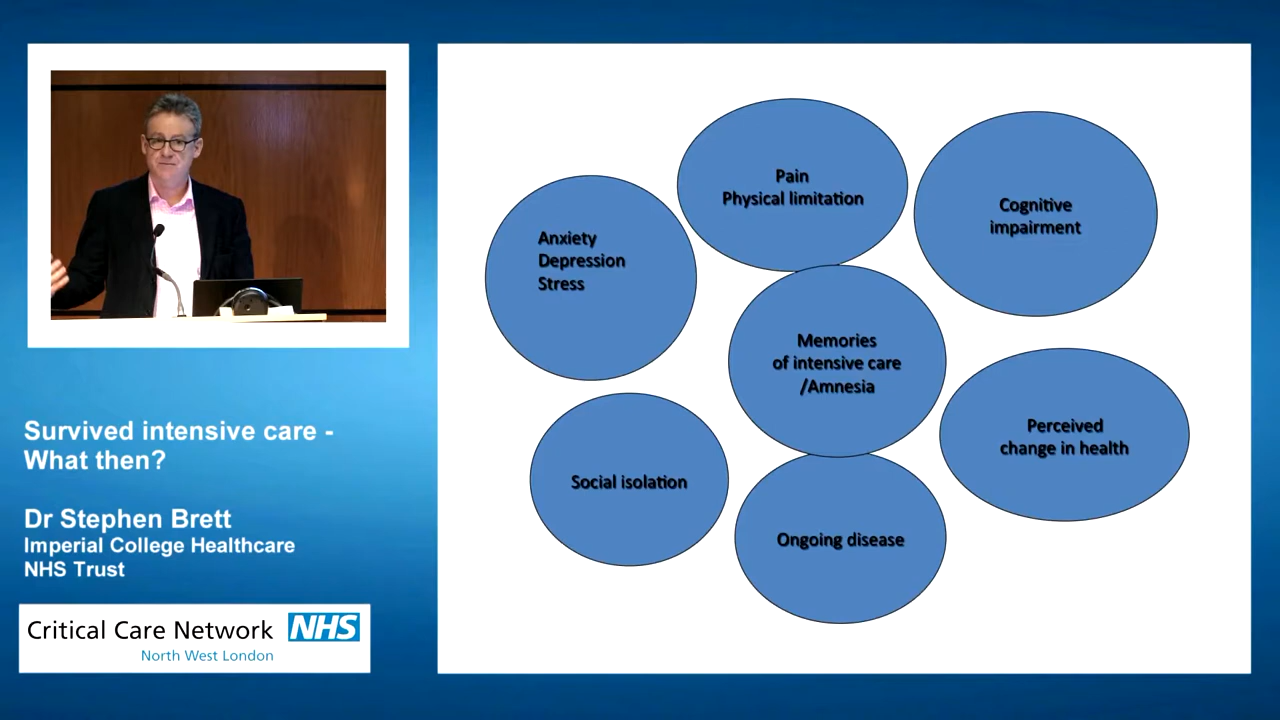 Survived intensive care -
What then?
Dr Stephen Brett
Imperial College Healthcare
NHS Trust
Critical Care Network NHS
North West London
Pain
Physical limitation
Cognitive
impairment
Anxiety
Depression
Stress
Memories
of intensive care
/Amnesia
Perceived
change in health
Social isolation
Ongoing disease